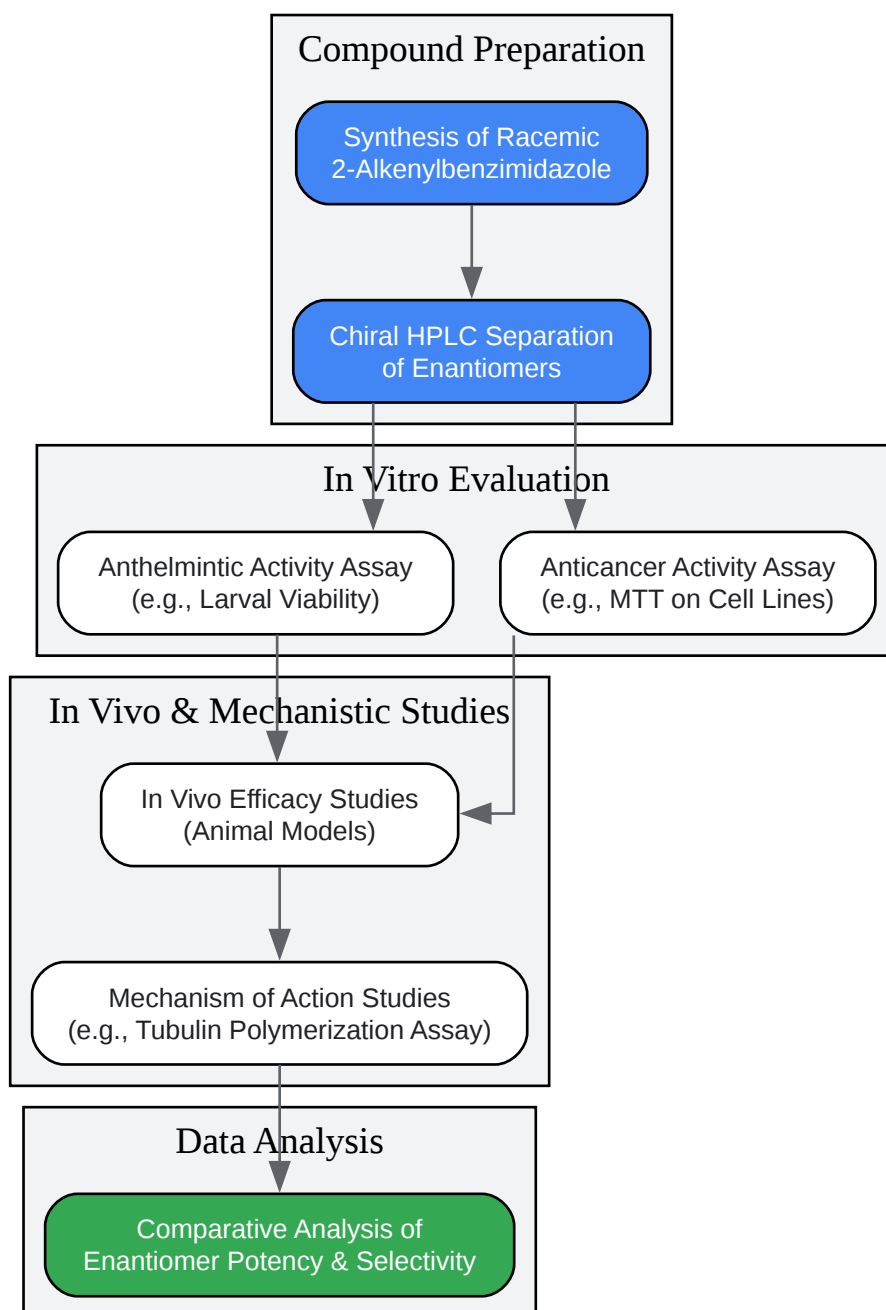 Compound Preparation
Synthesis of Racemic
2-Alkenylbenzimidazole
Chiral HPLC Separation
of Enantiomers
In Vitro Evaluation
Anthelmintic Activity Assay
(e.g., Larval Viability)
Anticancer Activity Assay
(e.g., MTT on Cell Lines)
In Vivo & Mechanistic Studies
In Vivo Efficacy Studies
(Animal Models)
Mechanism of Action Studies
(e.g., Tubulin Polymerization Assay)
Data Analysis
Comparative Analysis of
Enantiomer Potency & Selectivity